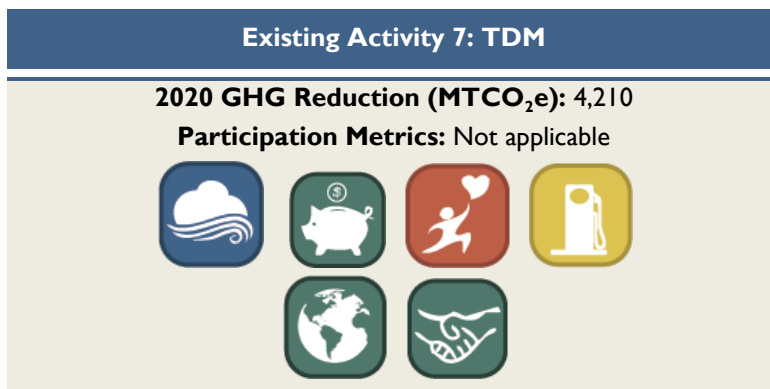 Existing Activity 7: TDM
2020 GHG Reduction (MTCO₂e): 4,210
Participation Metrics: Not applicable
$